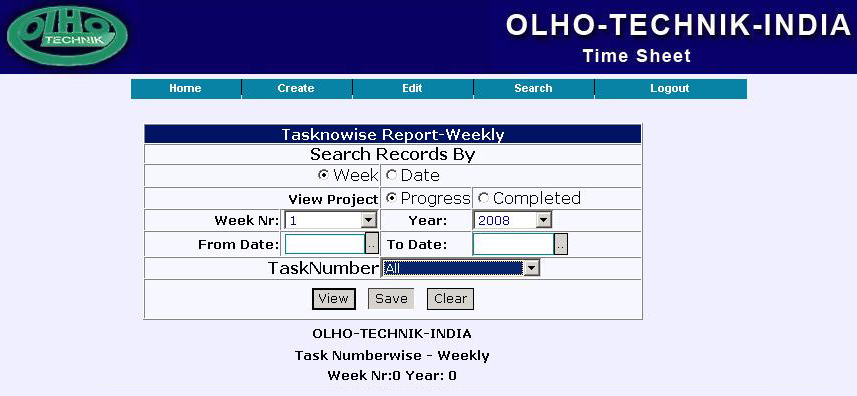 OLHO
TECHNIK
OLHO-TECHNIK-INDIA
Time Sheet
Home Create Edit Search Logout
Tasknowise Report-Weekly
Search Records By
Week Date
View Project Progress Completed
Week Nr: 1 Year: 2008
From Date: .. To Date: ..
TaskNumber All
View Save Clear
OLHO-TECHNIK-INDIA
Task Numberwise - Weekly
Week Nr:0 Year: 0